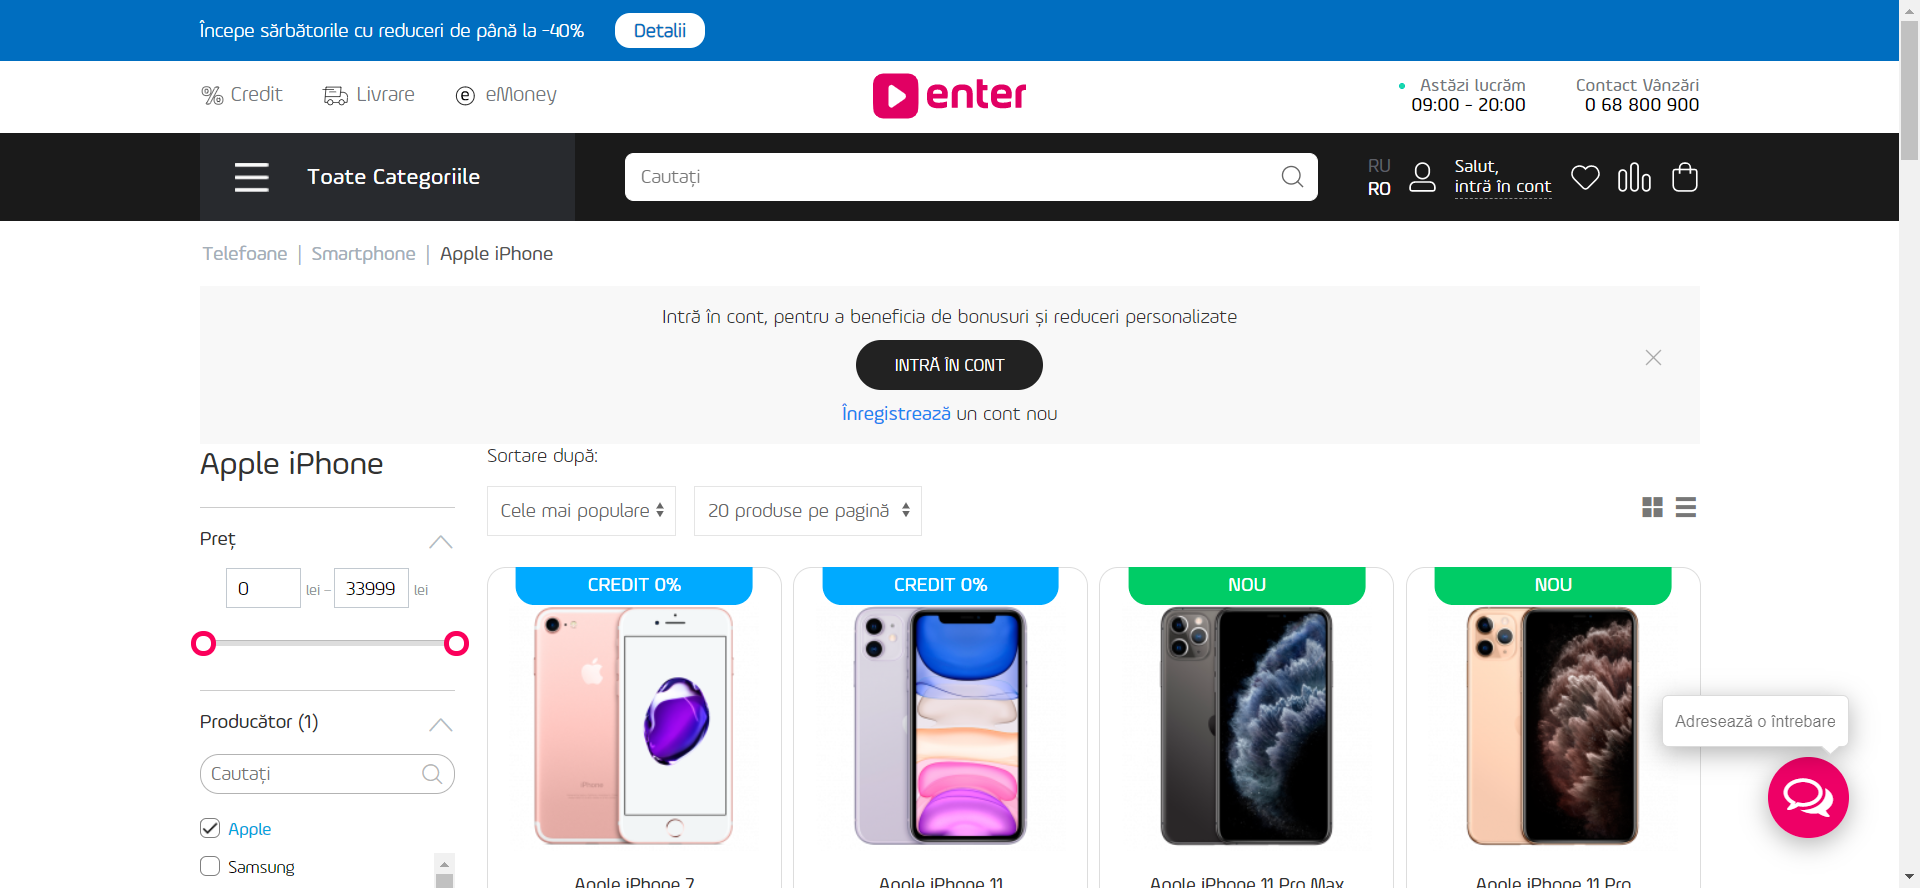 Începe sărbătorile cu reduceri de până la -40%
Detalii
Credit
Livrare
eMoney
enter
Astăzi lucrăm
09:00 - 20:00
Contact Vânzări
0 68 800 900
Toate Categoriile
Cautați
RU
RO
Salut,
intră în cont
Telefoane | Smartphone | Apple iPhone
Intră în cont, pentru a beneficia de bonusuri și reduceri personalizate
INTRĂ ÎN CONT
Înregistrează un cont nou
Apple iPhone
Sortare după:
Cele mai populare
20 produse pe pagină
Preț
0 lei – 33999 lei
Producător (1)
Cautați
Apple
Samsung
CREDIT 0%
CREDIT 0%
NOU
NOU
iPhone
Apple iPhone 7
Apple iPhone 11
Apple iPhone 11 Pro Max
Apple iPhone 11 Pro
Adresează o întrebare